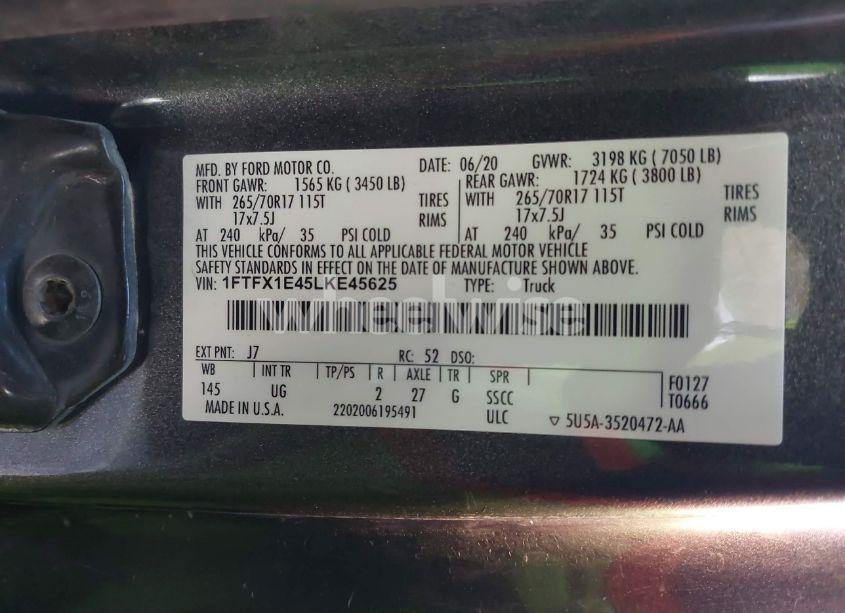 MFD. BY FORD MOTOR CO. DATE: 06/20 GVWR: 3198 KG ( 7050 LB)
FRONT GAWR: 1565 KG ( 3450 LB) REAR GAWR: 1724 KG ( 3800 LB)
WITH 265/70R17 115T TIRES WITH 265/70R17 115T TIRES
17x7.5J RIMS 17x7.5J RIMS
AT 240 kPa/ 35 PSI COLD AT 240 kPa/ 35 PSI COLD
THIS VEHICLE CONFORMS TO ALL APPLICABLE FEDERAL MOTOR VEHICLE
SAFETY STANDARDS IN EFFECT ON THE DATE OF MANUFACTURE SHOWN ABOVE.
VIN: 1FTFX1E45LKE45625 TYPE: Truck
wheelwise
EXT PNT: J7 RC: 52 DSO:
WB INT TR TP/PS R AXLE TR SPR F0127
145 UG 2 27 G SSCC T0666
MADE IN U.S.A. 2202006195491 ULC ▽ 5U5A-3520472-AA